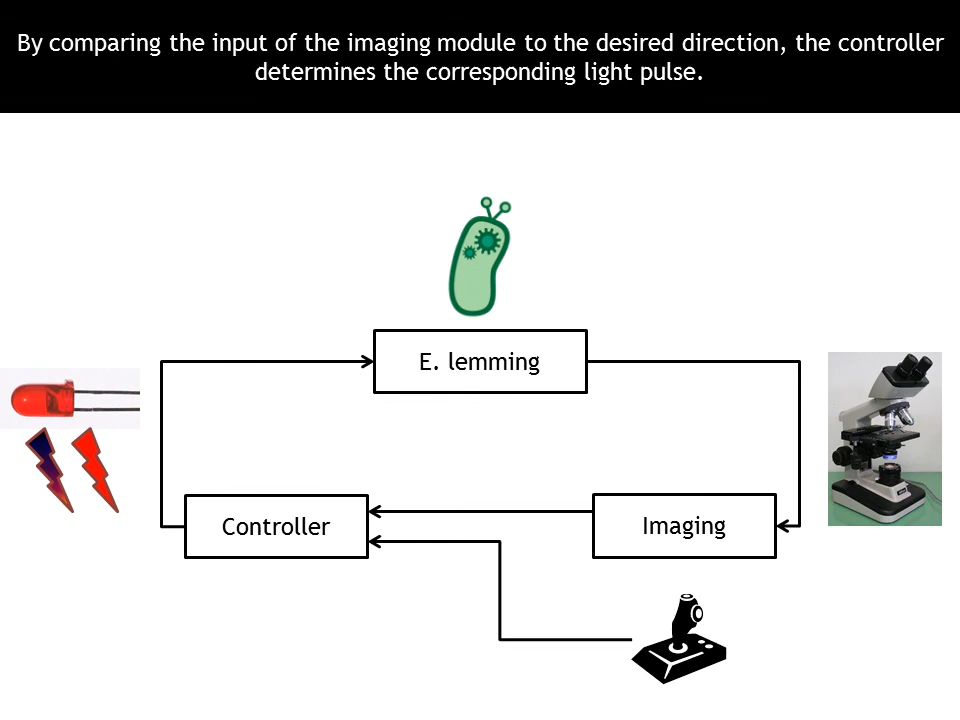 By comparing the input of the imaging module to the desired direction, the controller
determines the corresponding light pulse.
E. lemming
Controller
Imaging